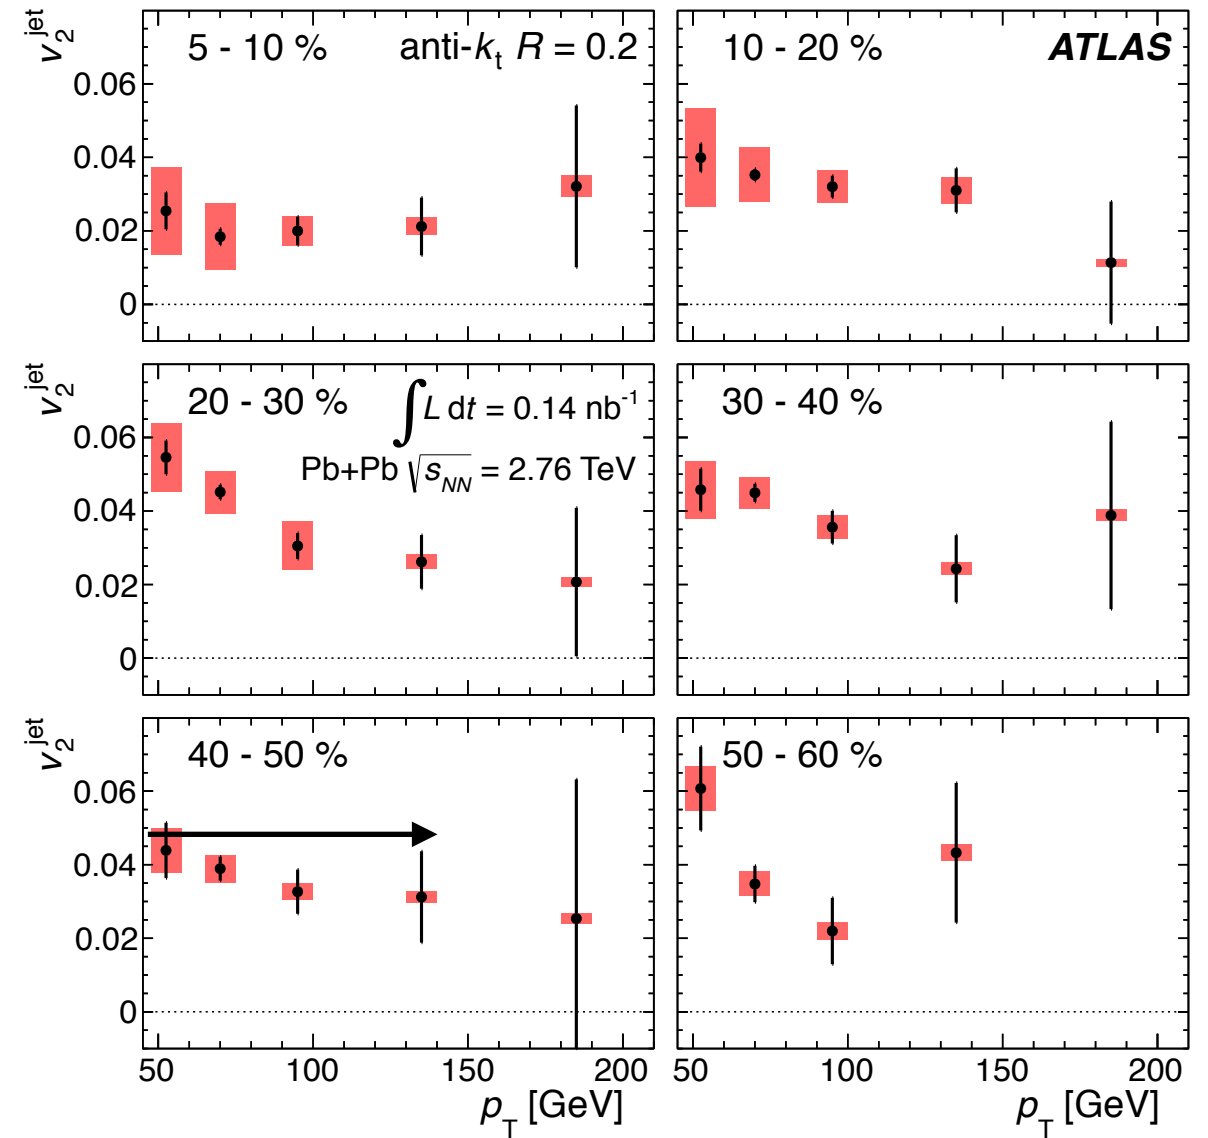 v₂ʲᵉᵗ
5 - 10 %
anti-kₜ R = 0.2
10 - 20 %
ATLAS
0.06
0.04
0.02
0
v₂ʲᵉᵗ
20 - 30 %
∫ L dt = 0.14 nb⁻¹
Pb+Pb √s_NN = 2.76 TeV
30 - 40 %
0.06
0.04
0.02
0
v₂ʲᵉᵗ
40 - 50 %
50 - 60 %
0.06
0.04
0.02
0
50 100 150 200
50 100 150 200
p_T [GeV]
p_T [GeV]